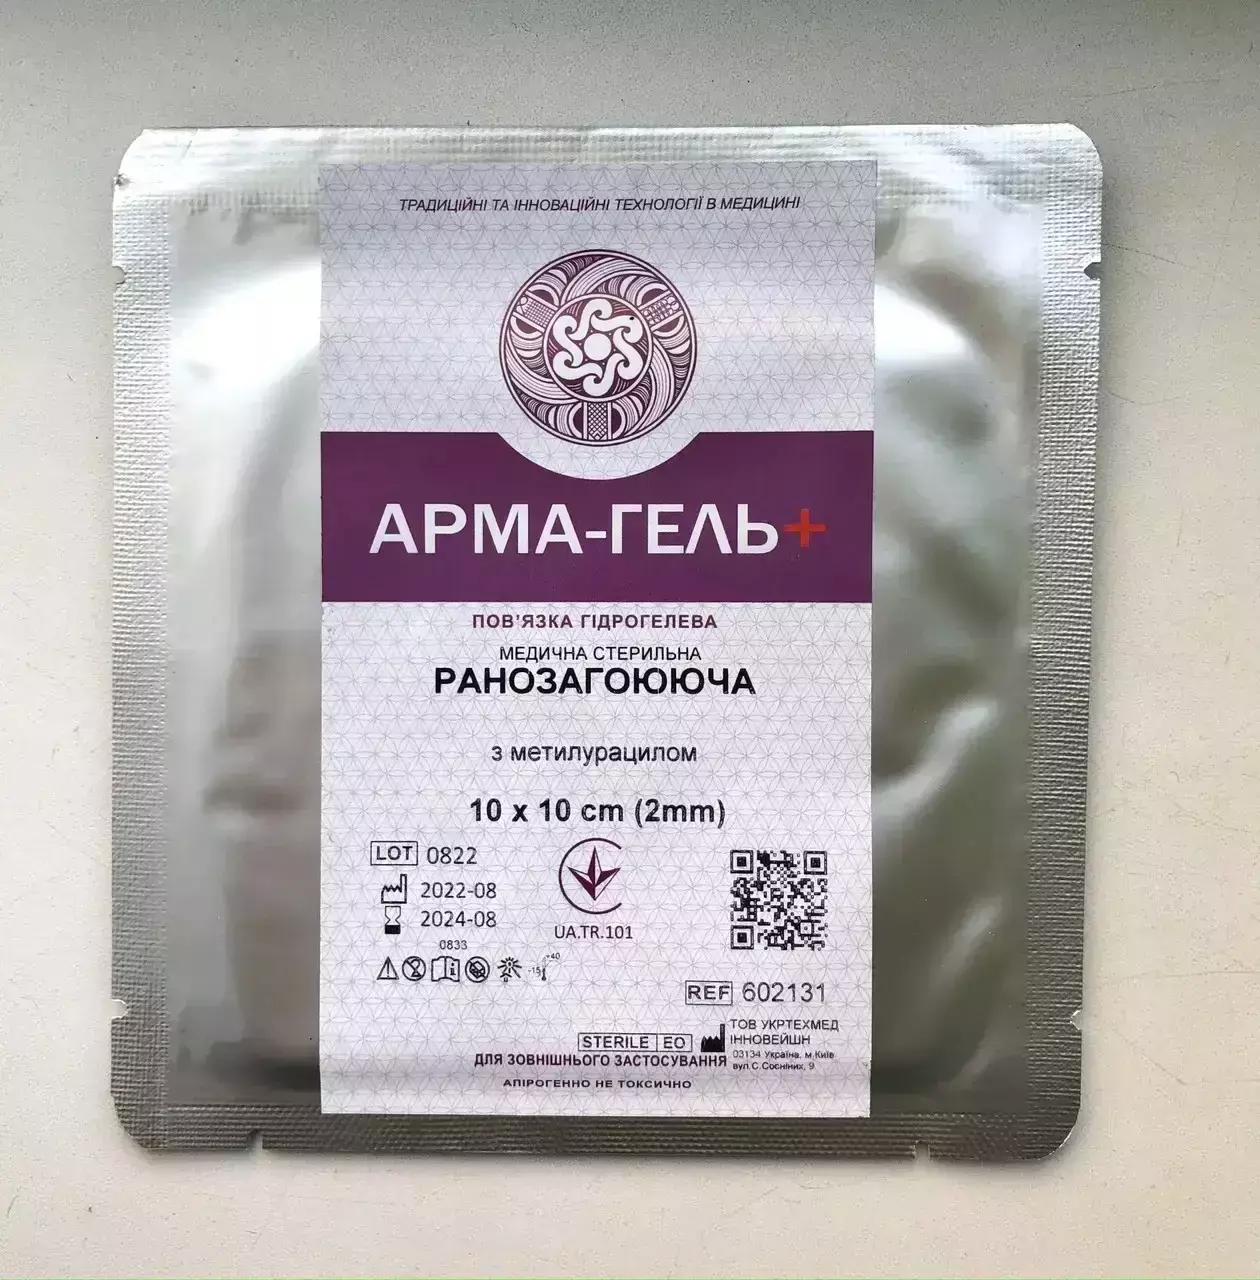 ТРАДИЦІЙНІ ТА ІННОВАЦІЙНІ ТЕХНОЛОГІЇ В МЕДИЦИНІ
АРМА-ГЕЛЬ+
ПОВ'ЯЗКА ГІДРОГЕЛЕВА
МЕДИЧНА СТЕРИЛЬНА
РАНОЗАГОЮЮЧА
з метилурацилом
10 x 10 cm (2mm)
LOT 0822
2022-08
2024-08
0833
UA.TR.101
-15 +40
REF 602131
STERILE EO
ТОВ УКРТЕХМЕД
ІННОВЕЙШН
03134 Україна, м.Київ
вул.С.Сосніних, 9
ДЛЯ ЗОВНІШНЬОГО ЗАСТОСУВАННЯ
АПІРОГЕННО НЕ ТОКСИЧНО